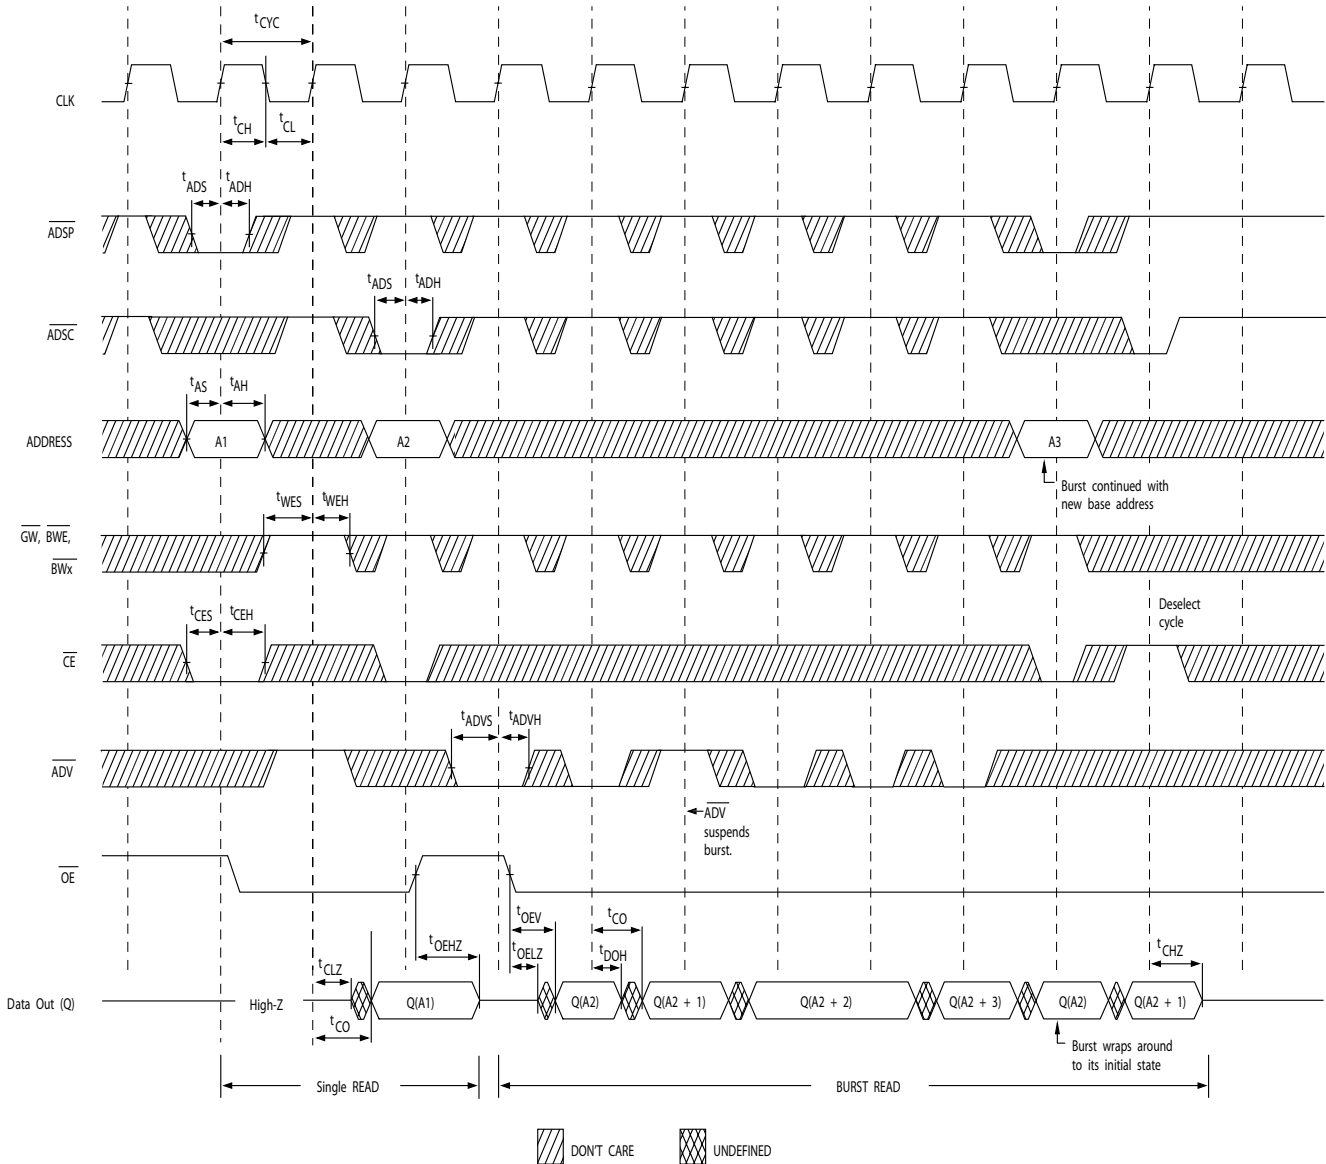 tCYC
CLK
tCH
tCL
tADS
tADH
ADSP
tADS
tADH
ADSC
tAS
tAH
ADDRESS
A1
A2
A3
Burst continued with
new base address
tWES
tWEH
GW, BWE,
BWx
tCES
tCEH
Deselect
cycle
CE
tADVS
tADVH
ADV
ADV
suspends
burst.
OE
tOEV
tCO
tOEHZ
tOELZ
tDOH
tCHZ
tCLZ
Data Out (Q)
High-Z
Q(A1)
Q(A2)
Q(A2 + 1)
Q(A2 + 2)
Q(A2 + 3)
Q(A2)
Q(A2 + 1)
tCO
Burst wraps around
to its initial state
Single READ
BURST READ
DON'T CARE
UNDEFINED